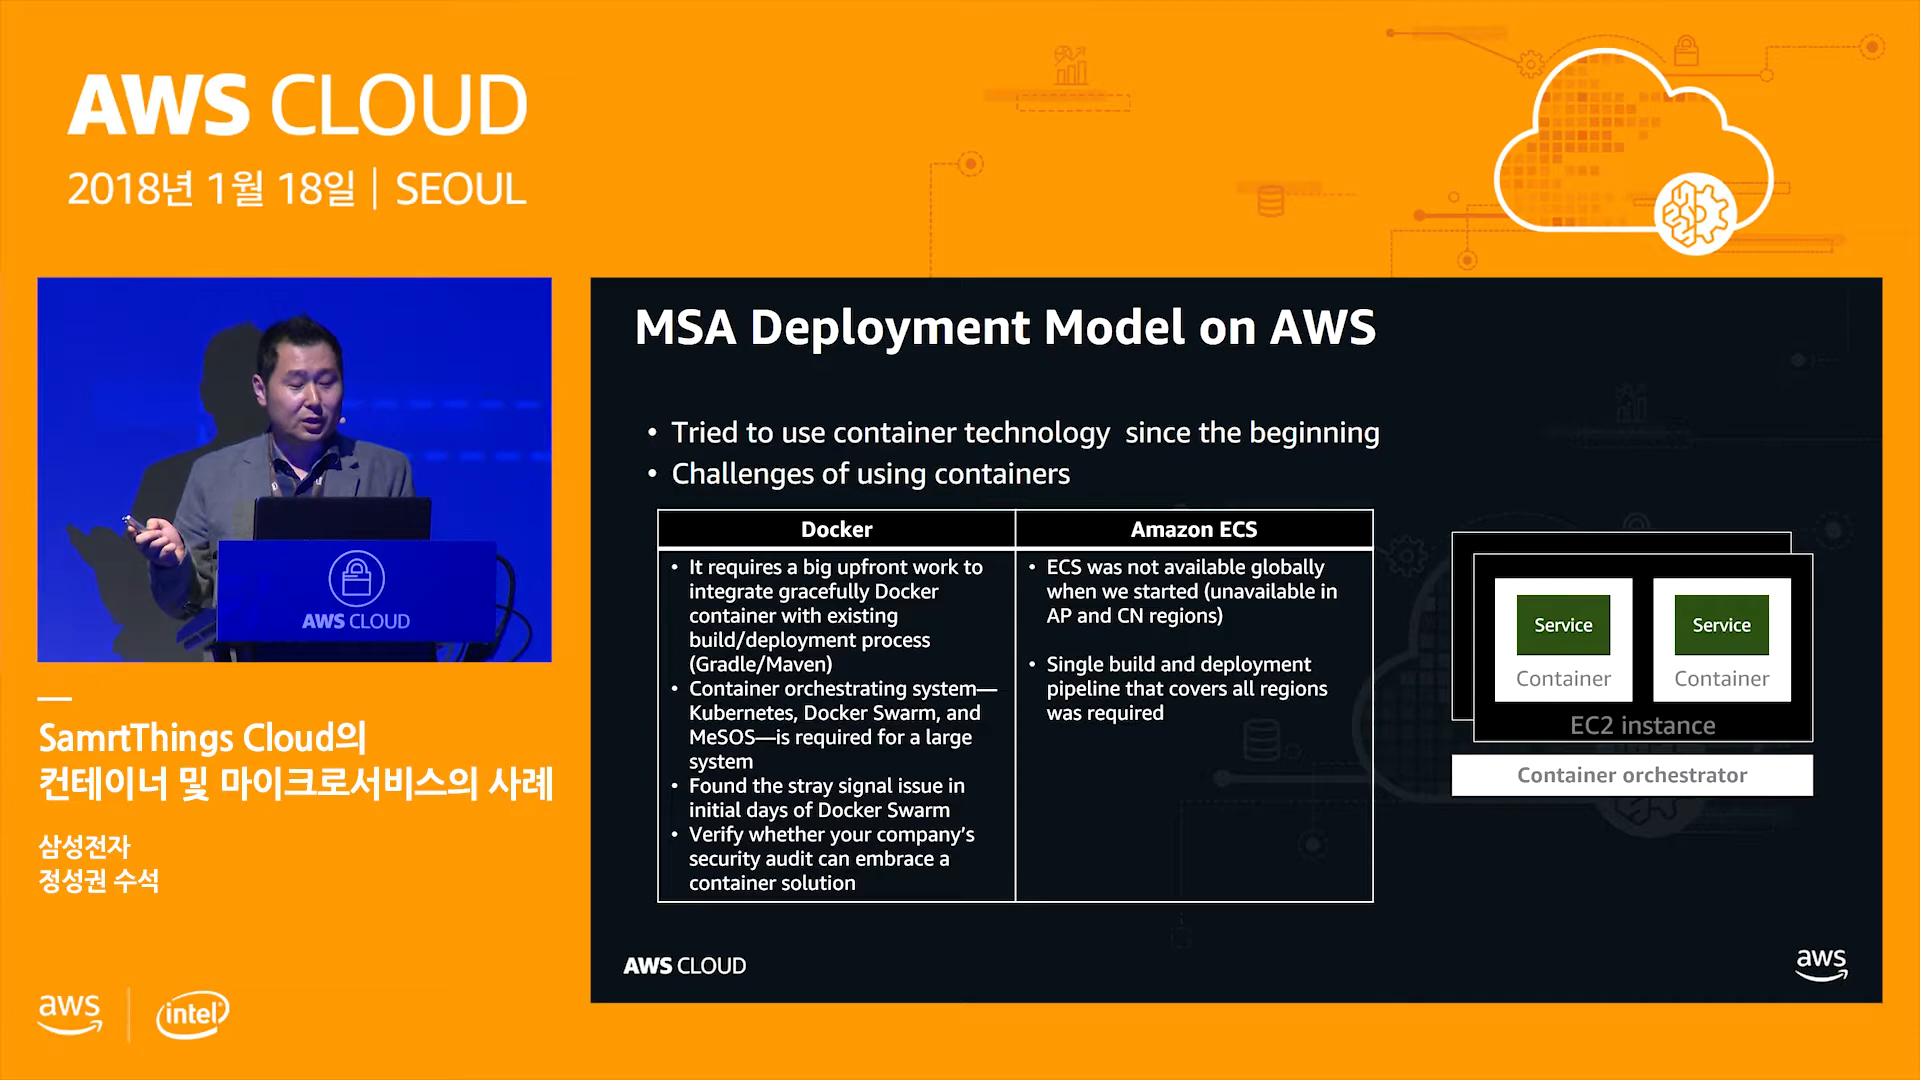 AWS CLOUD
2018년 1월 18일 | SEOUL
AWS CLOUD
SamrtThings Cloud의
컨테이너 및 마이크로서비스의 사례
삼성전자
정성권 수석
aws
intel
MSA Deployment Model on AWS
• Tried to use container technology since the beginning
• Challenges of using containers
Docker
• It requires a big upfront work to
integrate gracefully Docker
container with existing
build/deployment process
(Gradle/Maven)
• Container orchestrating system—
Kubernetes, Docker Swarm, and
MeSOS—is required for a large
system
• Found the stray signal issue in
initial days of Docker Swarm
• Verify whether your company's
security audit can embrace a
container solution
Amazon ECS
• ECS was not available globally
when we started (unavailable in
AP and CN regions)
• Single build and deployment
pipeline that covers all regions
was required
Service
Container
Service
Container
EC2 instance
Container orchestrator
AWS CLOUD
aws